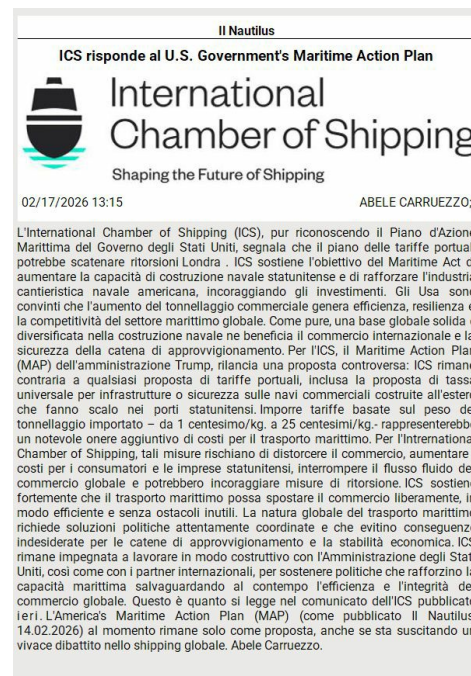 Il Nautilus
ICS risponde al U.S. Government's Maritime Action Plan
International
Chamber of Shipping
Shaping the Future of Shipping
02/17/2026 13:15
ABELE CARRUEZZO;
L'International Chamber of Shipping (ICS), pur riconoscendo il Piano d'Azion
Marittima del Governo degli Stati Uniti, segnala che il piano delle tariffe portual
potrebbe scatenare ritorsioni Londra . ICS sostiene l'obiettivo del Maritime Act d
aumentare la capacità di costruzione navale statunitense e di rafforzare l'industria
cantieristica navale americana, incoraggiando gli investimenti. Gli Usa sono
convinti che l'aumento del tonnellaggio commerciale genera efficienza, resilienza e
la competitività del settore marittimo globale. Come pure, una base globale solida e
diversificata nella costruzione navale ne beneficia il commercio internazionale e la
sicurezza della catena di approvvigionamento. Per l'ICS, il Maritime Action Plan
(MAP) dell'amministrazione Trump, rilancia una proposta controversa: ICS rimane
contraria a qualsiasi proposta di tariffe portuali, inclusa la proposta di tassa
universale per infrastrutture o sicurezza sulle navi commerciali costruite all'estero
che fanno scalo nei porti statunitensi. Imporre tariffe basate sul peso del
tonnellaggio importato – da 1 centesimo/kg. a 25 centesimi/kg.- rappresenterebbe
un notevole onere aggiuntivo di costi per il trasporto marittimo. Per l'International
Chamber of Shipping, tali misure rischiano di distorcere il commercio, aumentare i
costi per i consumatori e le imprese statunitensi, interrompere il flusso fluido del
commercio globale e potrebbero incoraggiare misure di ritorsione. ICS sostiene
fortemente che il trasporto marittimo possa spostare il commercio liberamente, in
modo efficiente e senza ostacoli inutili. La natura globale del trasporto marittimo
richiede soluzioni politiche attentamente coordinate e che evitino conseguenze
indesiderate per le catene di approvvigionamento e la stabilità economica. ICS
rimane impegnata a lavorare in modo costruttivo con l'Amministrazione degli Stati
Uniti, così come con i partner internazionali, per sostenere politiche che rafforzino la
capacità marittima salvaguardando al contempo l'efficienza e l'integrità del
commercio globale. Questo è quanto si legge nel comunicato dell'ICS pubblicato
ieri. L'America's Maritime Action Plan (MAP) (come pubblicato Il Nautilus
14.02.2026) al momento rimane solo come proposta, anche se sta suscitando un
vivace dibattito nello shipping globale. Abele Carruezzo.